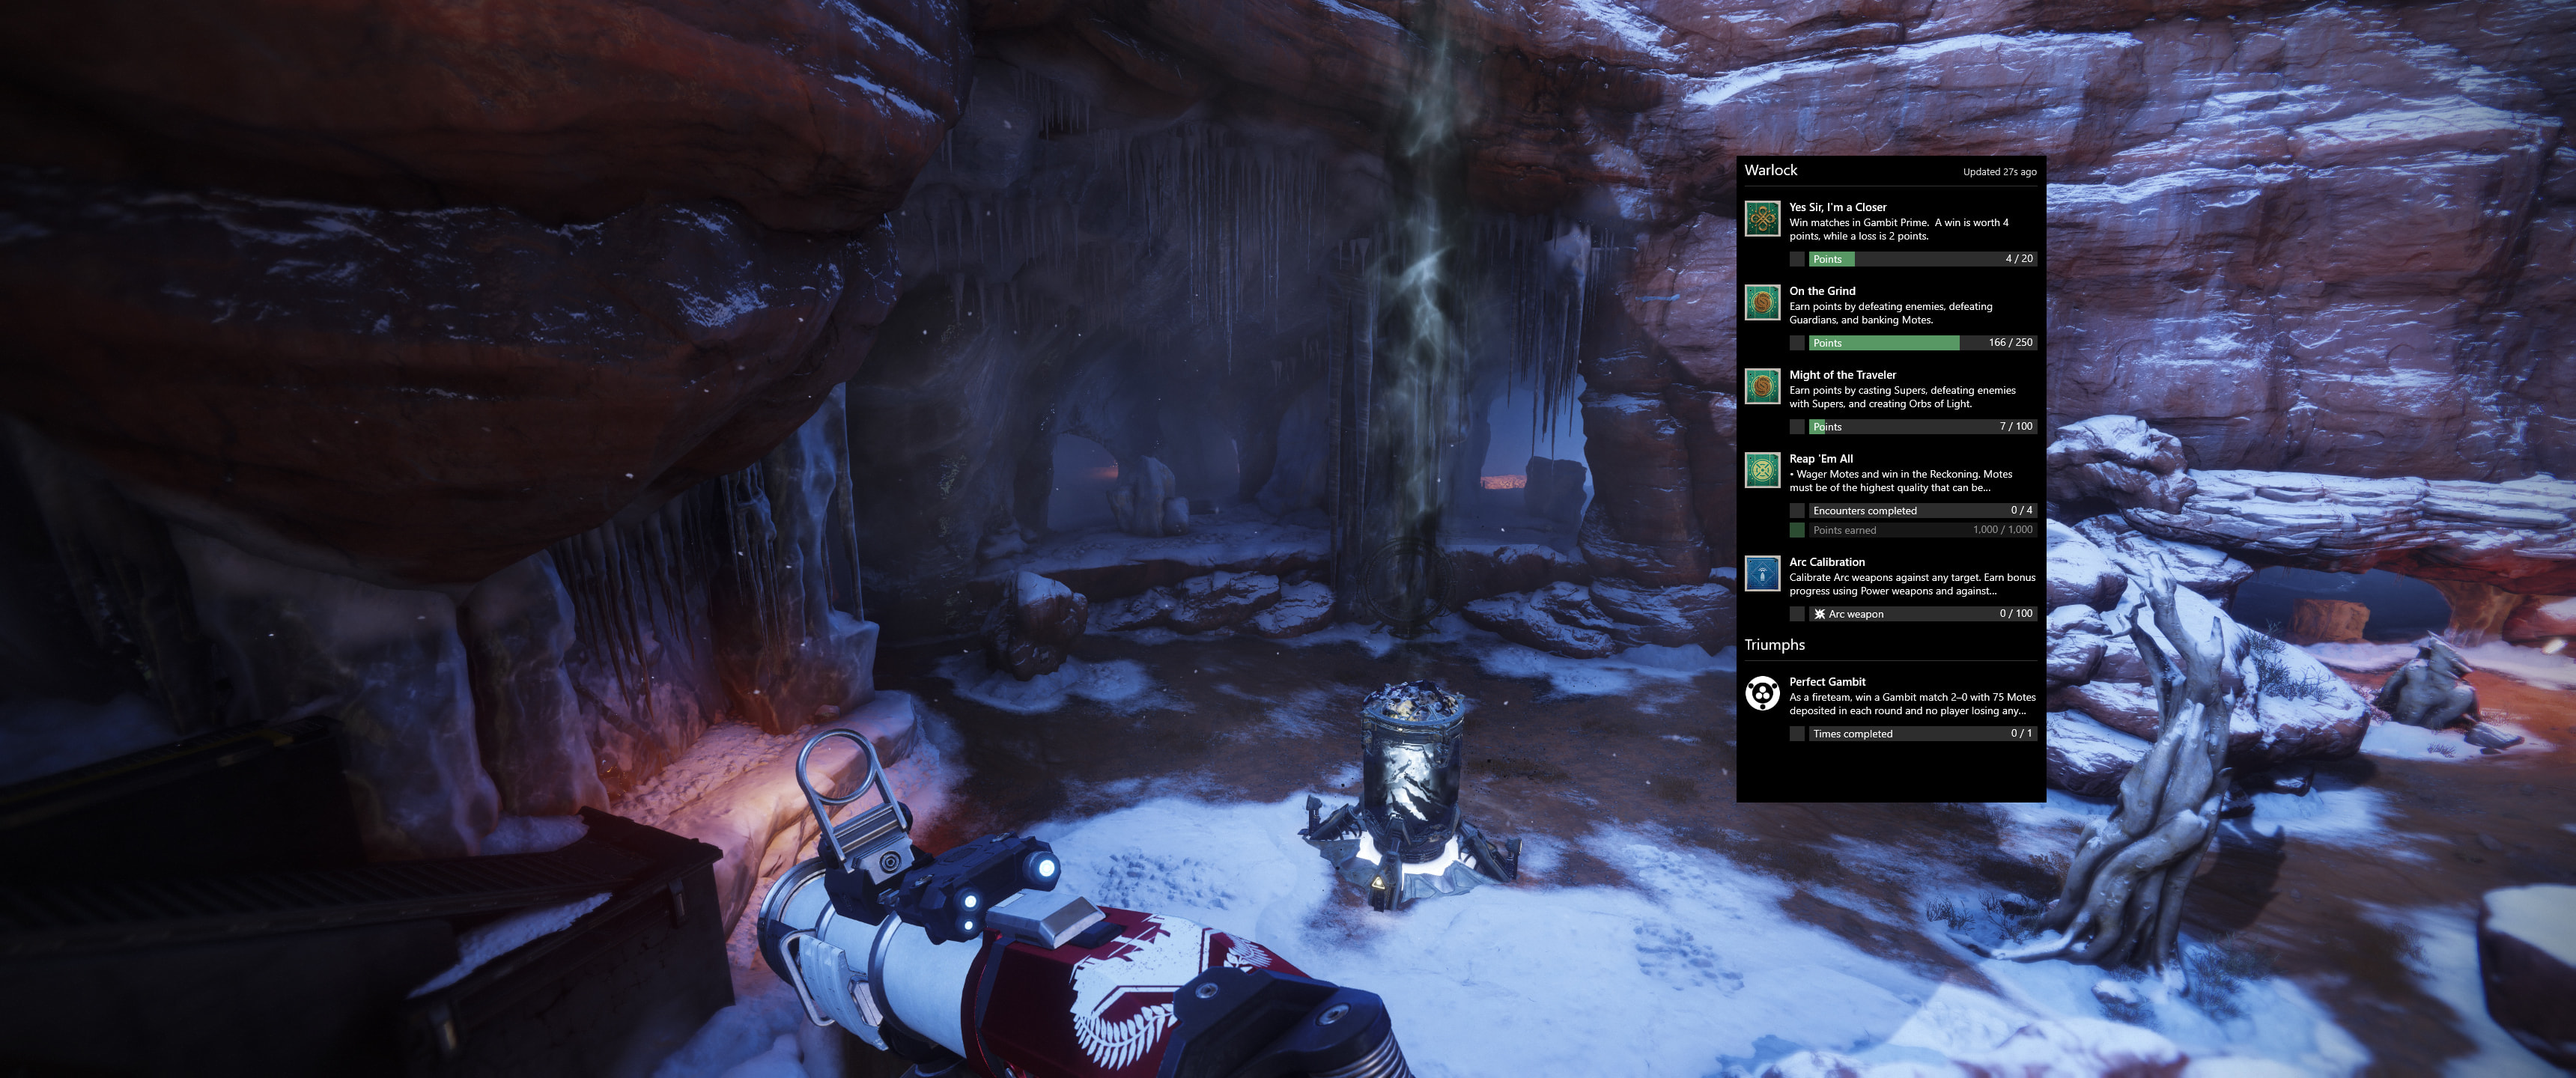 Warlock
Updated 27s ago
Yes Sir, I'm a Closer
Win matches in Gambit Prime.  A win is worth 4
points, while a loss is 2 points.
Points 4 / 20
On the Grind
Earn points by defeating enemies, defeating
Guardians, and banking Motes.
Points 166 / 250
Might of the Traveler
Earn points by casting Supers, defeating enemies
with Supers, and creating Orbs of Light.
Points 7 / 100
Reap 'Em All
• Wager Motes and win in the Reckoning. Motes
must be of the highest quality that can be...
Encounters completed 0 / 4
Points earned 1,000 / 1,000
Arc Calibration
Calibrate Arc weapons against any target. Earn bonus
progress using Power weapons and against...
Arc weapon 0 / 100
Triumphs
Perfect Gambit
As a fireteam, win a Gambit match 2–0 with 75 Motes
deposited in each round and no player losing any...
Times completed 0 / 1